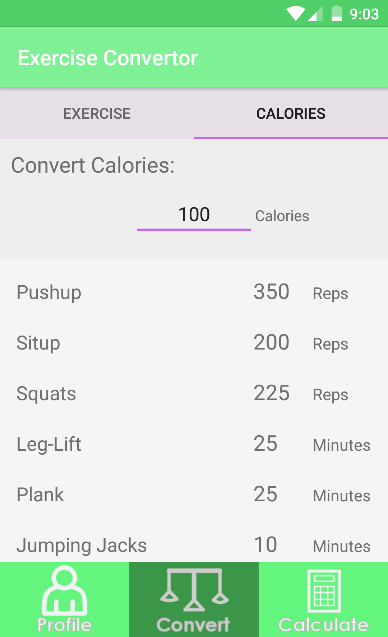 9:03
Exercise Convertor
EXERCISE CALORIES
Convert Calories:
100 Calories
Pushup 350 Reps
Situp 200 Reps
Squats 225 Reps
Leg-Lift 25 Minutes
Plank 25 Minutes
Jumping Jacks 10 Minutes
Profile Convert Calculate